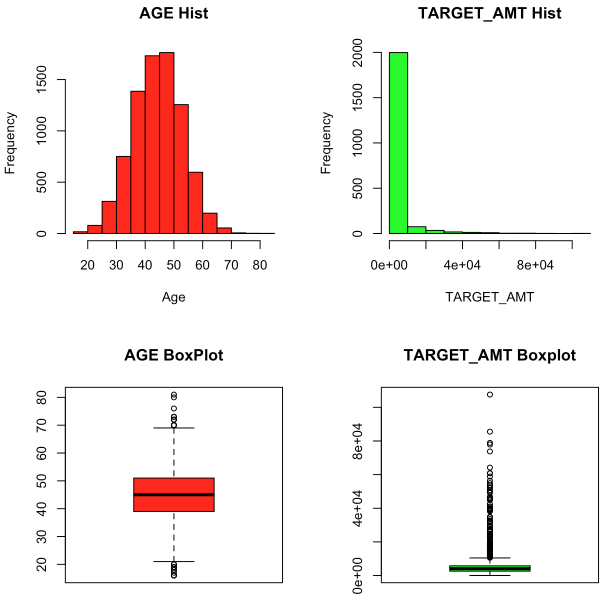 AGE Hist
Frequency
1500
1000
500
0
20 30 40 50 60 70 80
Age
TARGET_AMT Hist
Frequency
2000
1500
1000
500
0
0e+00 4e+04 8e+04
TARGET_AMT
AGE BoxPlot
80
70
60
50
40
30
20
TARGET_AMT Boxplot
8e+04
4e+04
0e+00